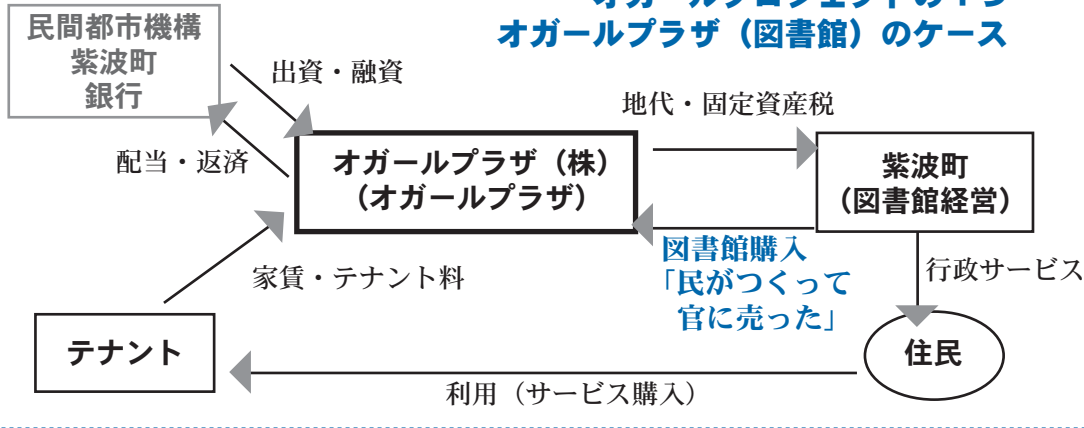 オガールプラザ（図書館）のケース
民間都市機構
紫波町
銀行
出資・融資
配当・返済
地代・固定資産税
オガールプラザ（株）
（オガールプラザ）
紫波町
（図書館経営）
図書館購入
「民がつくって
官に売った」
行政サービス
家賃・テナント料
テナント
住民
利用（サービス購入）